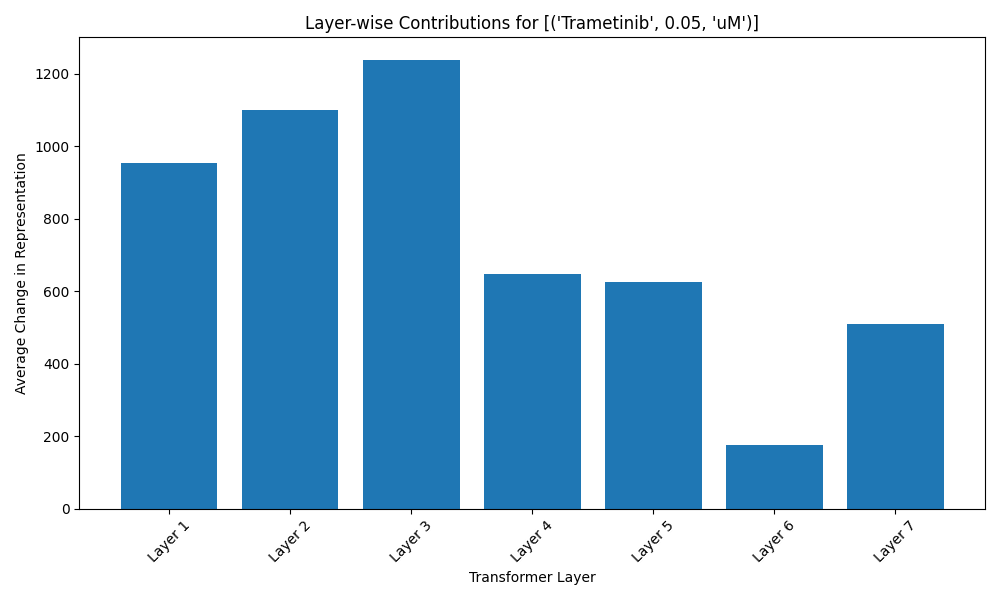 Layer-wise Contributions for [('Trametinib', 0.05, 'uM')]
Average Change in Representation
1200
1000
800
600
400
200
0
Layer 1
Layer 2
Layer 3
Layer 4
Layer 5
Layer 6
Layer 7
Transformer Layer